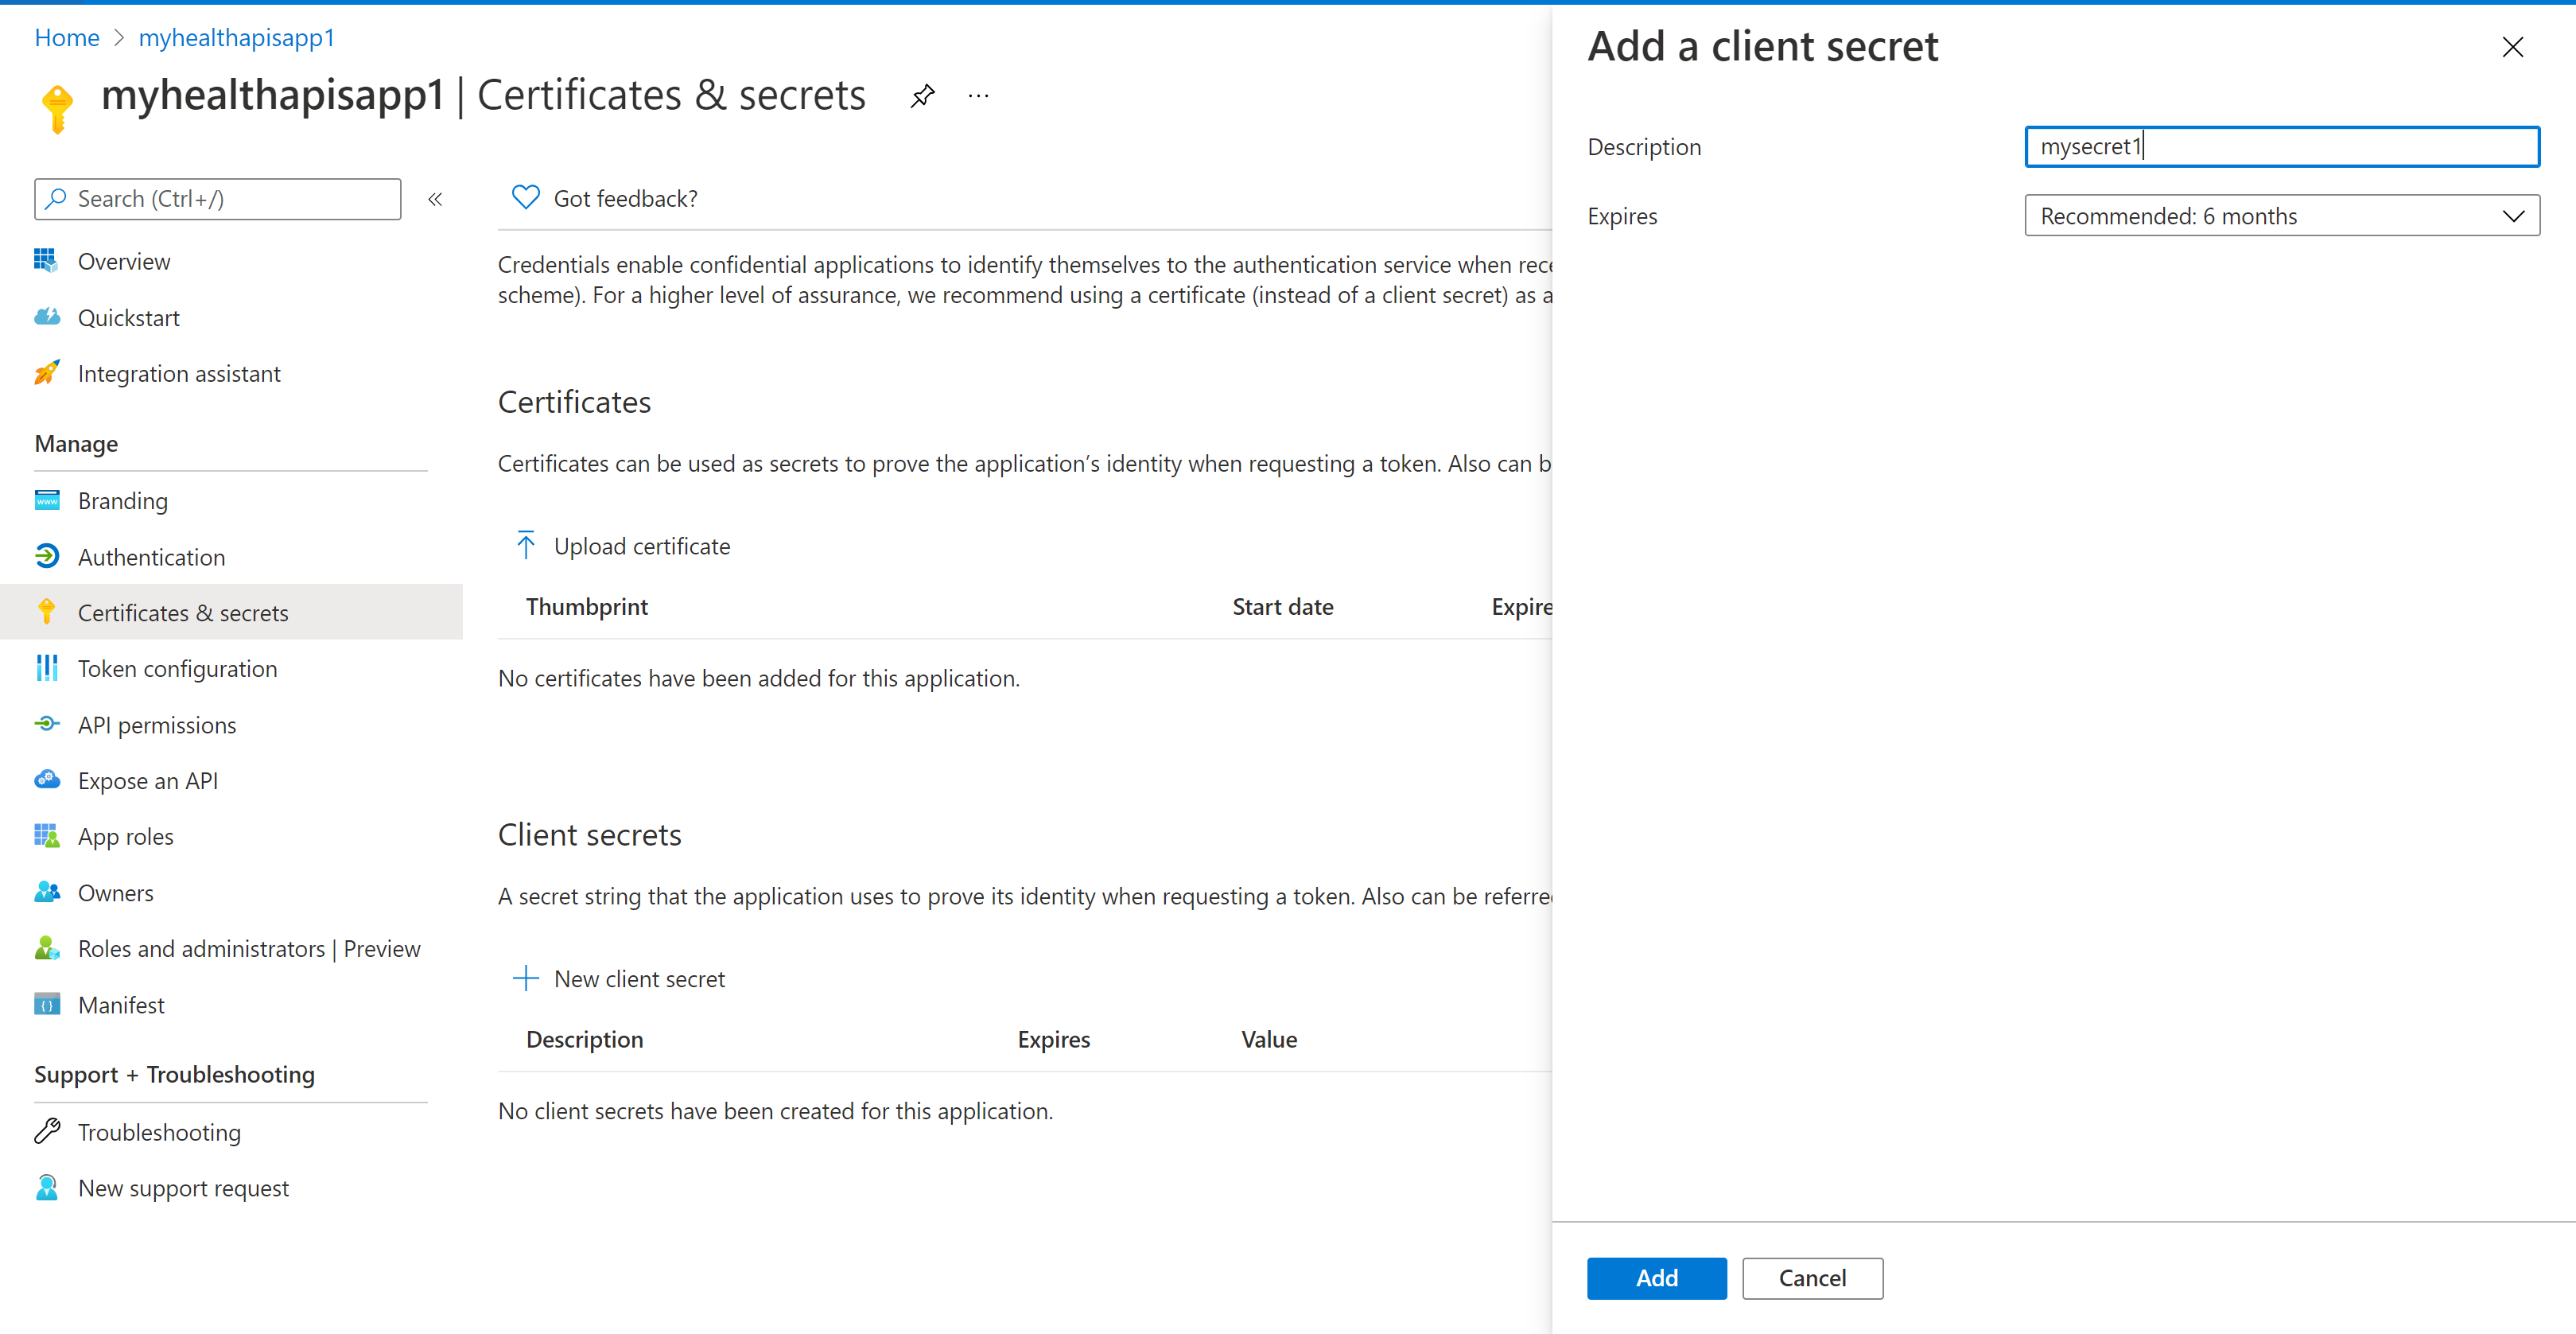 Home > myhealthapisapp1
myhealthapisapp1 | Certificates & secrets
Search (Ctrl+/)
Overview
Quickstart
Integration assistant
Manage
Branding
Authentication
Certificates & secrets
Token configuration
API permissions
Expose an API
App roles
Owners
Roles and administrators | Preview
Manifest
Support + Troubleshooting
Troubleshooting
New support request
Got feedback?
Credentials enable confidential applications to identify themselves to the authentication service when rece
scheme). For a higher level of assurance, we recommend using a certificate (instead of a client secret) as a
Certificates
Certificates can be used as secrets to prove the application’s identity when requesting a token. Also can b
Upload certificate
Thumbprint Start date Expire
No certificates have been added for this application.
Client secrets
A secret string that the application uses to prove its identity when requesting a token. Also can be referre
New client secret
Description Expires Value
No client secrets have been created for this application.
Add a client secret
Description mysecret1
Expires Recommended: 6 months
Add Cancel